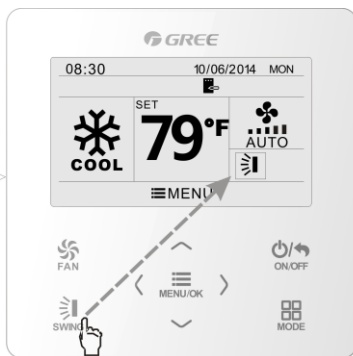 GREE
08:30 10/06/2014 MON
SET
79°F
COOL
AUTO
MENU
FAN
ON/OFF
MENU/OK
SWING
MODE